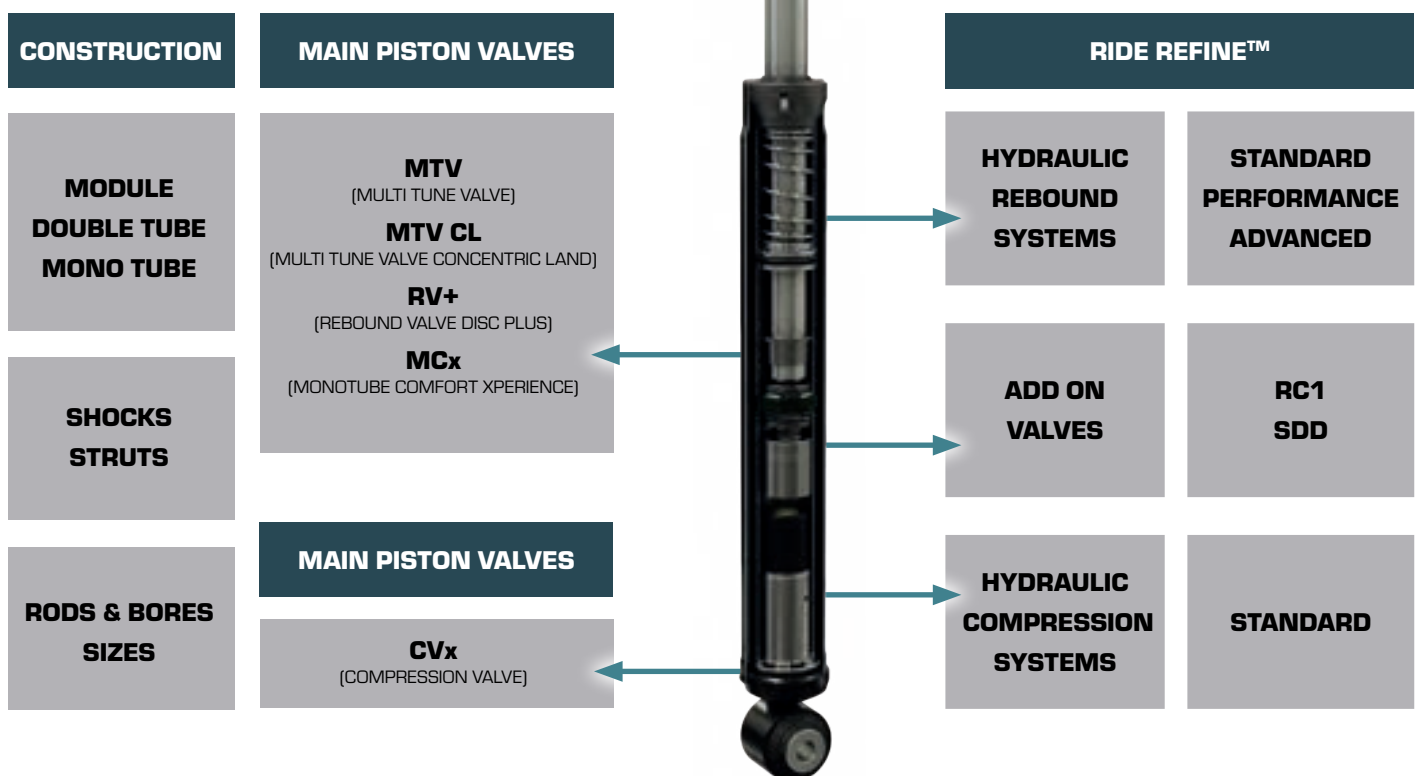 CONSTRUCTION
MODULE
DOUBLE TUBE
MONO TUBE
SHOCKS
STRUTS
RODS & BORES
SIZES
MAIN PISTON VALVES
MTV
(MULTI TUNE VALVE)
MTV CL
(MULTI TUNE VALVE CONCENTRIC LAND)
RV+
(REBOUND VALVE DISC PLUS)
MCx
(MONOTUBE COMFORT XPERIENCE)
MAIN PISTON VALVES
CVx
(COMPRESSION VALVE)
RIDE REFINE™
HYDRAULIC
REBOUND
SYSTEMS
STANDARD
PERFORMANCE
ADVANCED
ADD ON
VALVES
RC1
SDD
HYDRAULIC
COMPRESSION
SYSTEMS
STANDARD